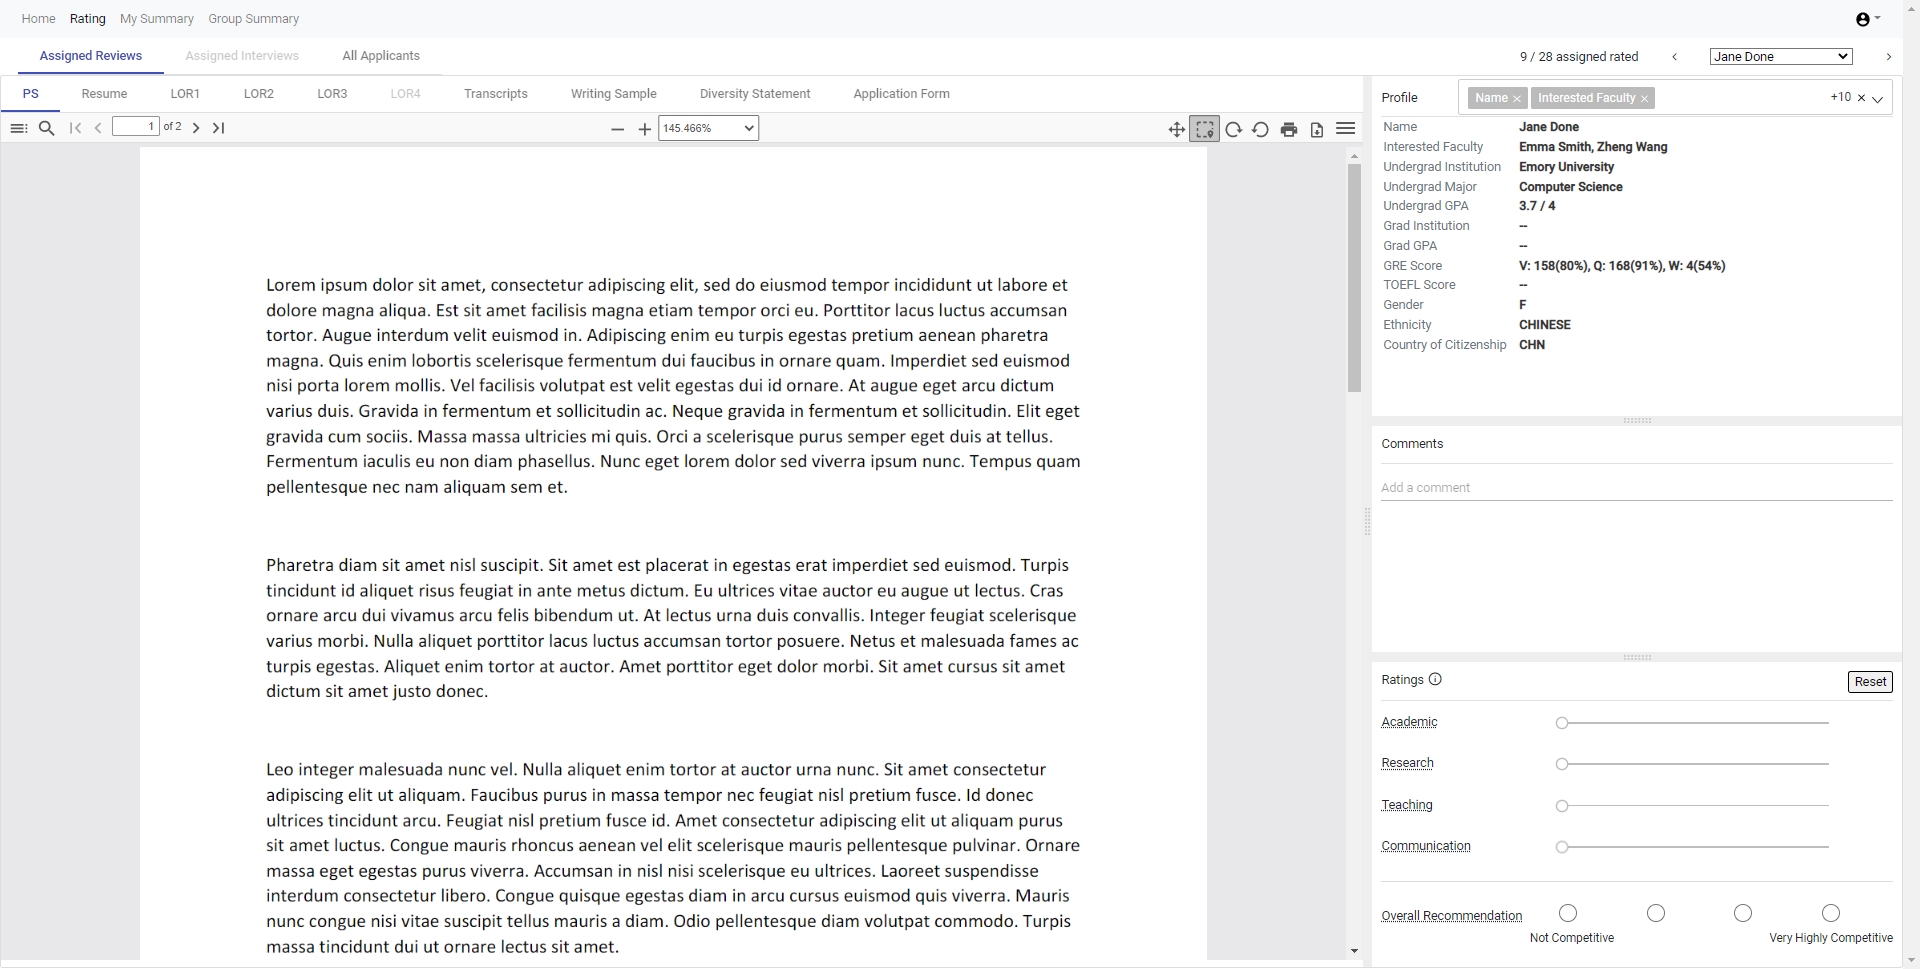 Home Rating My Summary Group Summary
Assigned Reviews Assigned Interviews All Applicants 9 / 28 assigned rated Jane Done
PS Resume LOR1 LOR2 LOR3 LOR4 Transcripts Writing Sample Diversity Statement Application Form
1 of 2 145.466%
Lorem ipsum dolor sit amet, consectetur adipiscing elit, sed do eiusmod tempor incididunt ut labore et
dolore magna aliqua. Est sit amet facilisis magna etiam tempor orci eu. Porttitor lacus luctus accumsan
tortor. Augue interdum velit euismod in. Adipiscing enim eu turpis egestas pretium aenean pharetra
magna. Quis enim lobortis scelerisque fermentum dui faucibus in ornare quam. Imperdiet sed euismod
nisi porta lorem mollis. Vel facilisis volutpat est velit egestas dui id ornare. At augue eget arcu dictum
varius duis. Gravida in fermentum et sollicitudin ac. Neque gravida in fermentum et sollicitudin. Elit eget
gravida cum sociis. Massa massa ultricies mi quis. Orci a scelerisque purus semper eget duis at tellus.
Fermentum iaculis eu non diam phasellus. Nunc eget lorem dolor sed viverra ipsum nunc. Tempus quam
pellentesque nec nam aliquam sem et.
Pharetra diam sit amet nisl suscipit. Sit amet est placerat in egestas erat imperdiet sed euismod. Turpis
tincidunt id aliquet risus feugiat in ante metus dictum. Eu ultrices vitae auctor eu augue ut lectus. Cras
ornare arcu dui vivamus arcu felis bibendum ut. At lectus urna duis convallis. Integer feugiat scelerisque
varius morbi. Nulla aliquet porttitor lacus luctus accumsan tortor posuere. Netus et malesuada fames ac
turpis egestas. Aliquet enim tortor at auctor. Amet porttitor eget dolor morbi. Sit amet cursus sit amet
dictum sit amet justo donec.
Leo integer malesuada nunc vel. Nulla aliquet enim tortor at auctor urna nunc. Sit amet consectetur
adipiscing elit ut aliquam. Faucibus purus in massa tempor nec feugiat nisl pretium fusce. Id donec
ultrices tincidunt arcu. Feugiat nisl pretium fusce id. Amet consectetur adipiscing elit ut aliquam purus
sit amet luctus. Congue mauris rhoncus aenean vel elit scelerisque mauris pellentesque pulvinar. Ornare
massa eget egestas purus viverra. Accumsan in nisl nisi scelerisque eu ultrices. Laoreet suspendisse
interdum consectetur libero. Congue quisque egestas diam in arcu cursus euismod quis viverra. Mauris
nunc congue nisi vitae suscipit tellus mauris a diam. Odio pellentesque diam volutpat commodo. Turpis
massa tincidunt dui ut ornare lectus sit amet.
Profile Name × Interested Faculty × +10 ×
Name Jane Done
Interested Faculty Emma Smith, Zheng Wang
Undergrad Institution Emory University
Undergrad Major Computer Science
Undergrad GPA 3.7 / 4
Grad Institution --
Grad GPA --
GRE Score V: 158(80%), Q: 168(91%), W: 4(54%)
TOEFL Score --
Gender F
Ethnicity CHINESE
Country of Citizenship CHN
Comments
Add a comment
Ratings Reset
Academic
Research
Teaching
Communication
Overall Recommendation
Not Competitive Very Highly Competitive